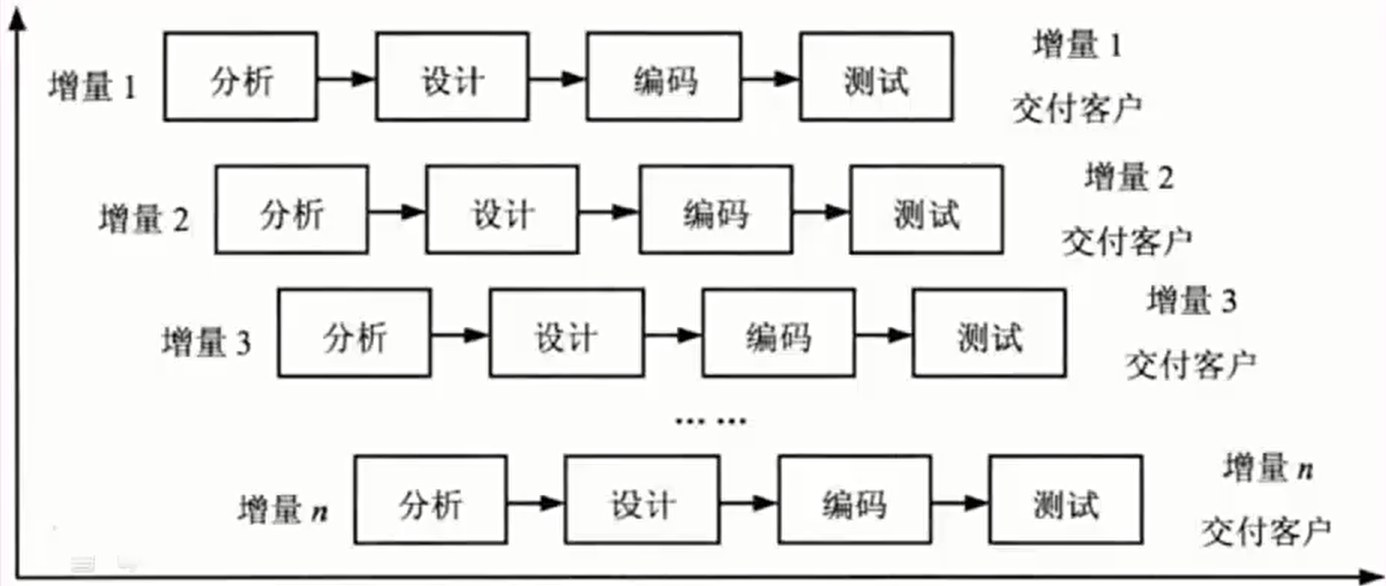 增量 1 分析 设计 编码 测试 增量 1
交付客户
增量 2 分析 设计 编码 测试 增量 2
交付客户
增量 3 分析 设计 编码 测试 增量 3
交付客户
... ...
增量 n 分析 设计 编码 测试 增量 n
交付客户